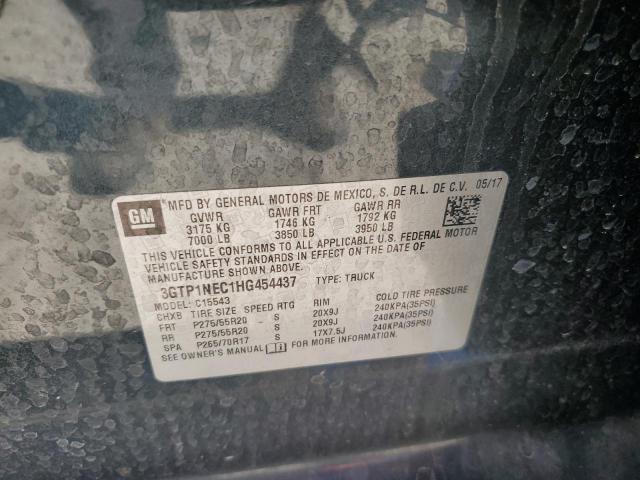 GM
MFD BY GENERAL MOTORS DE MEXICO, S. DE R.L. DE C.V. 05/17
GVWR GAWR FRT GAWR RR
3175 KG 1746 KG 1792 KG
7000 LB 3850 LB 3950 LB
THIS VEHICLE CONFORMS TO ALL APPLICABLE U.S. FEDERAL MOTOR
VEHICLE SAFETY STANDARDS IN EFFECT ON THE DATE OF
MANUFACTURE SHOWN ABOVE.
3GTP1NEC1HG454437 TYPE: TRUCK
MODEL: C15543
CHXB TIRE SIZE SPEED RTG RIM COLD TIRE PRESSURE
FRT P275/55R20 S 20X9J 240KPA(35PSI)
RR P275/55R20 S 20X9J 240KPA(35PSI)
SPA P265/70R17 S 17X7.5J 240KPA(35PSI)
SEE OWNER'S MANUAL